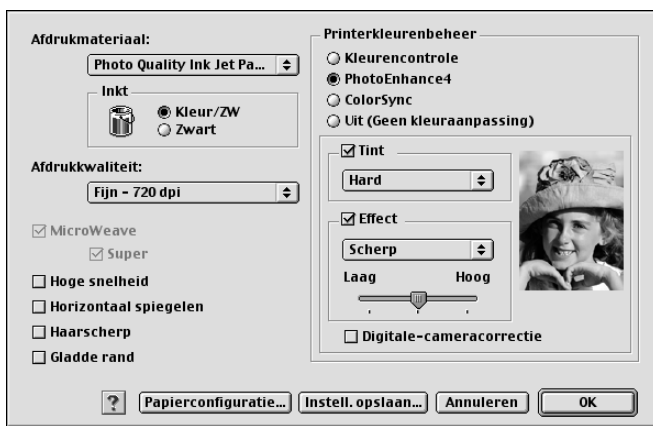 Afdrukmateriaal:
Photo Quality Ink Jet Pa...
Inkt
Kleur/ZW
Zwart
Afdrukkwaliteit:
Fijn - 720 dpi
MicroWeave
Super
Hoge snelheid
Horizontaal spiegelen
Haarscherp
Gladde rand
Printerkleurenbeheer
Kleurencontrole
PhotoEnhance4
ColorSync
Uit (Geen kleuraanpassing)
Tint
Hard
Effect
Scherp
Laag Hoog
Digitale-cameracorrectie
? Papierconfiguratie... Instell. opslaan... Annuleren OK